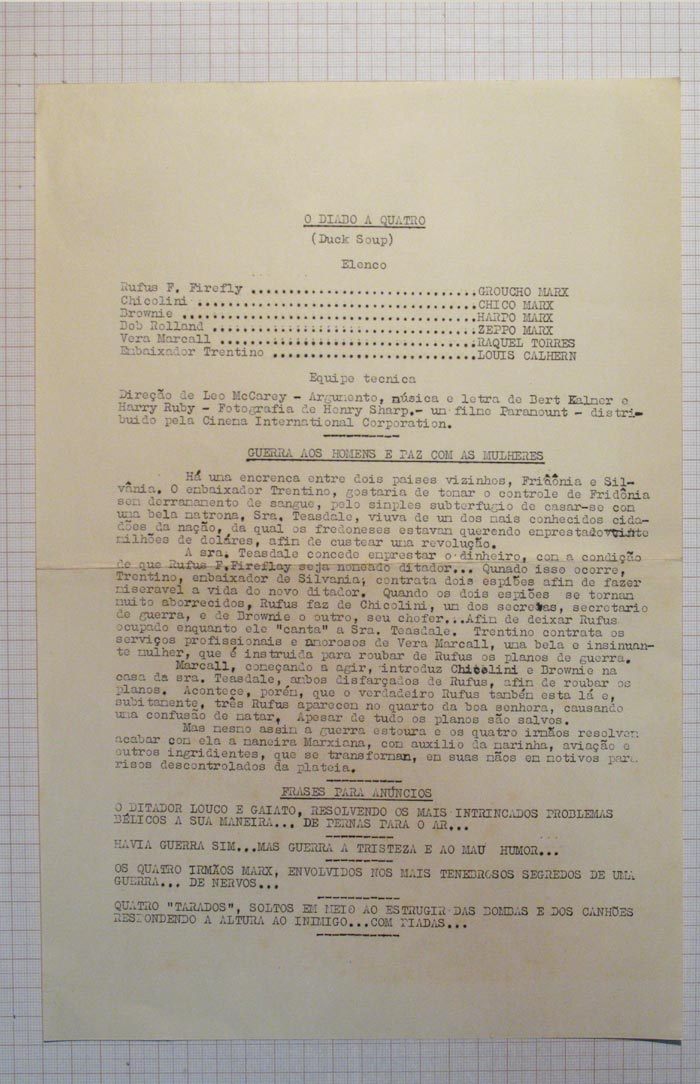 O DIABO A QUATRO
(Duck Soup)
Elenco
Rufus F. Firefly ..............................GROUCHO MARX
Chicolini .....................................CHICO MARX
Brownie .......................................HARPO MARX
Bob Rolland ...................................ZEPPO MARX
Vera Marcall ..................................RAQUEL TORRES
Embaixador Trentino ...........................LOUIS CALHERN
Equipe tecnica
Direção de Leo McCarey - Argumento, música e letra de Bert Kalmer e
Harry Ruby - Fotografia de Henry Sharp.- um filme Paramount - distri-
buido pela Cinema International Corporation.
GUERRA AOS HOMENS E PAZ COM AS MULHERES
Há uma encrenca entre dois paises vizinhos, Fridônia e Sil-
vânia. O embaixador Trentino, gostaria de tomar o controle de Fridônia
sem derramamento de sangue, pelo simples subterfugio de casar-se com
uma bela matrona, Sra. Teasdale, viuva de um dos mais conhecidos cida-
dões da nação, da qual os fredoneses estavam querendo emprestado vinte
milhões de doláres, afim de custear uma revolução.
A sra. Teasdale concede emprestar o dinheiro, com a condição
de que Rufus F.Fireflay seja nomeado ditador... Qunado isso ocorre,
Trentino, embaixador de Silvania, contrata dois espiões afim de fazer
miseravel a vida do novo ditador. Quando os dois espiões se tornam
muito aborrecidos, Rufus faz de Chicolini, um dos secretas, secretario
de guerra, e de Brownie o outro, seu chofer...Afim de deixar Rufus
ocupado enquanto ele "canta" a Sra. Teasdale. Trentino contrata os
serviços profissionais e amorosos de Vera Marcall, uma bela e insinuan-
te mulher, que é instruida para roubar de Rufus os planos de guerra.
Marcall, começando a agir, introduz Chicolini e Brownie na
casa da sra. Teasdale, ambos disfarçados de Rufus, afin de roubar os
planos. Acontece, porém, que o verdadeiro Rufus também esta lá e,
subitamente, três Rufus aparecem no quarto da boa senhora, causando
uma confusão de matar. Apesar de tudo os planos são salvos.
Mas mesmo assim a guerra estoura e os quatro irmãos resolvem
acabar com ela a maneira Marxiana, com auxilio da marinha, aviação e
outros ingridientes, que se transforman, em suas mãos em motivos para
risos descontrolados da plateia.
FRASES PARA ANÚNCIOS
O DITADOR LOUCO E GAIATO, RESOLVENDO OS MAIS INTRINCADOS PROBLEMAS
BÉLICOS A SUA MANEIRA... DE PERNAS PARA O AR...
HAVIA GUERRA SIM...MAS GUERRA A TRISTEZA E AO MAU HUMOR...
OS QUATRO IRMÃOS MARX, ENVOLVIDOS NOS MAIS TENEBROSOS SEGREDOS DE UMA
GUERRA... DE NERVOS...
QUATRO "TARADOS", SOLTOS EM MEIO AO ESTRUGIR DAS BOMBAS E DOS CANHÕES
RESPONDENDO A ALTURA AO INIMIGO...COM PIADAS...